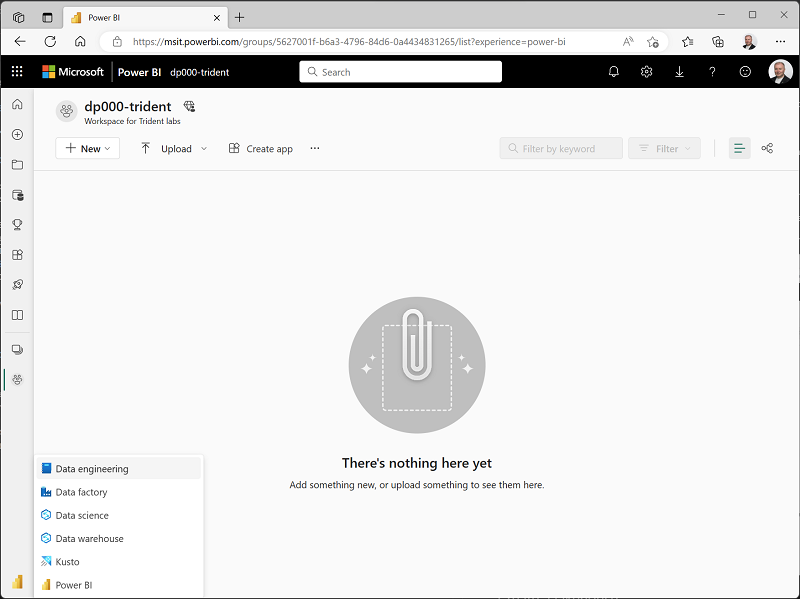 Power BI
https://msit.powerbi.com/groups/5627001f-b6a3-4796-84d6-0a4434831265/list?experience=power-bi
Microsoft Power BI dp000-trident Search
dp000-trident
Workspace for Trident labs
New Upload Create app Filter by keyword Filter
There's nothing here yet
Add something new, or upload something to see them here.
Data engineering
Data factory
Data science
Data warehouse
Kusto
Power BI